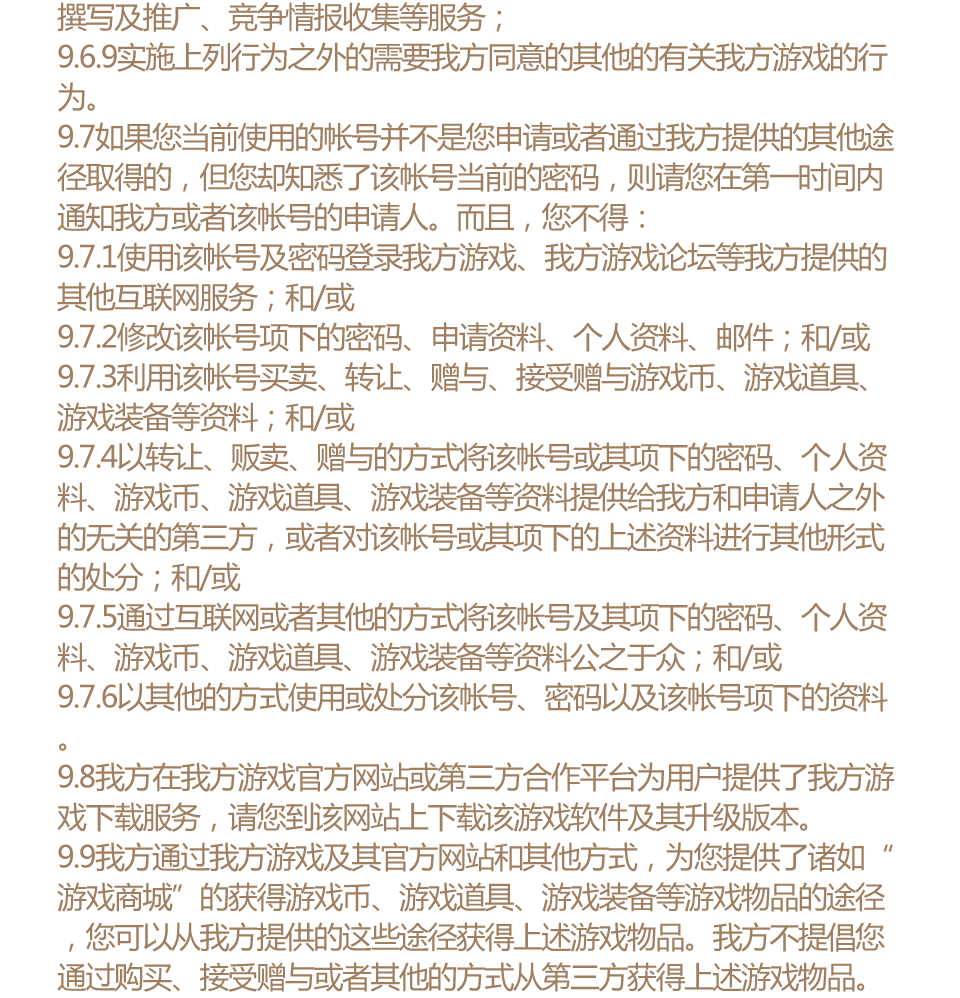 撰写及推广、竞争情报收集等服务；
9.6.9实施上列行为之外的需要我方同意的其他的有关我方游戏的行
为。
9.7如果您当前使用的帐号并不是您申请或者通过我方提供的其他途
径取得的，但您却知悉了该帐号当前的密码，则请您在第一时间内
通知我方或者该帐号的申请人。而且，您不得：
9.7.1使用该帐号及密码登录我方游戏、我方游戏论坛等我方提供的
其他互联网服务；和/或
9.7.2修改该帐号项下的密码、申请资料、个人资料、邮件；和/或
9.7.3利用该帐号买卖、转让、赠与、接受赠与游戏币、游戏道具、
游戏装备等资料；和/或
9.7.4以转让、贩卖、赠与的方式将该帐号或其项下的密码、个人资
料、游戏币、游戏道具、游戏装备等资料提供给我方和申请人之外
的无关的第三方，或者对该帐号或其项下的上述资料进行其他形式
的处分；和/或
9.7.5通过互联网或者其他的方式将该帐号及其项下的密码、个人资
料、游戏币、游戏道具、游戏装备等资料公之于众；和/或
9.7.6以其他的方式使用或处分该帐号、密码以及该帐号项下的资料
。
9.8我方在我方游戏官方网站或第三方合作平台为用户提供了我方游
戏下载服务，请您到该网站上下载该游戏软件及其升级版本。
9.9我方通过我方游戏及其官方网站和其他方式，为您提供了诸如“
游戏商城”的获得游戏币、游戏道具、游戏装备等游戏物品的途径
，您可以从我方提供的这些途径获得上述游戏物品。我方不提倡您
通过购买、接受赠与或者其他的方式从第三方获得上述游戏物品。